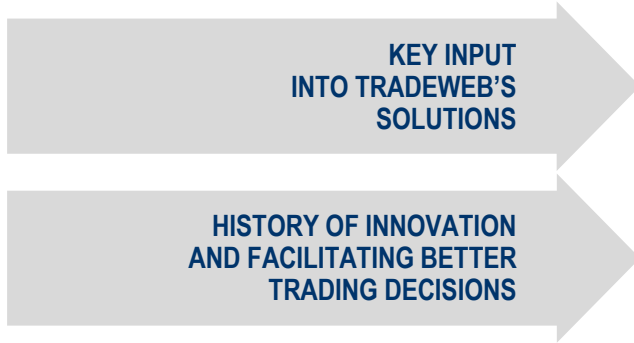 KEY INPUT
INTO TRADEWEB’S
SOLUTIONS
HISTORY OF INNOVATION
AND FACILITATING BETTER
TRADING DECISIONS